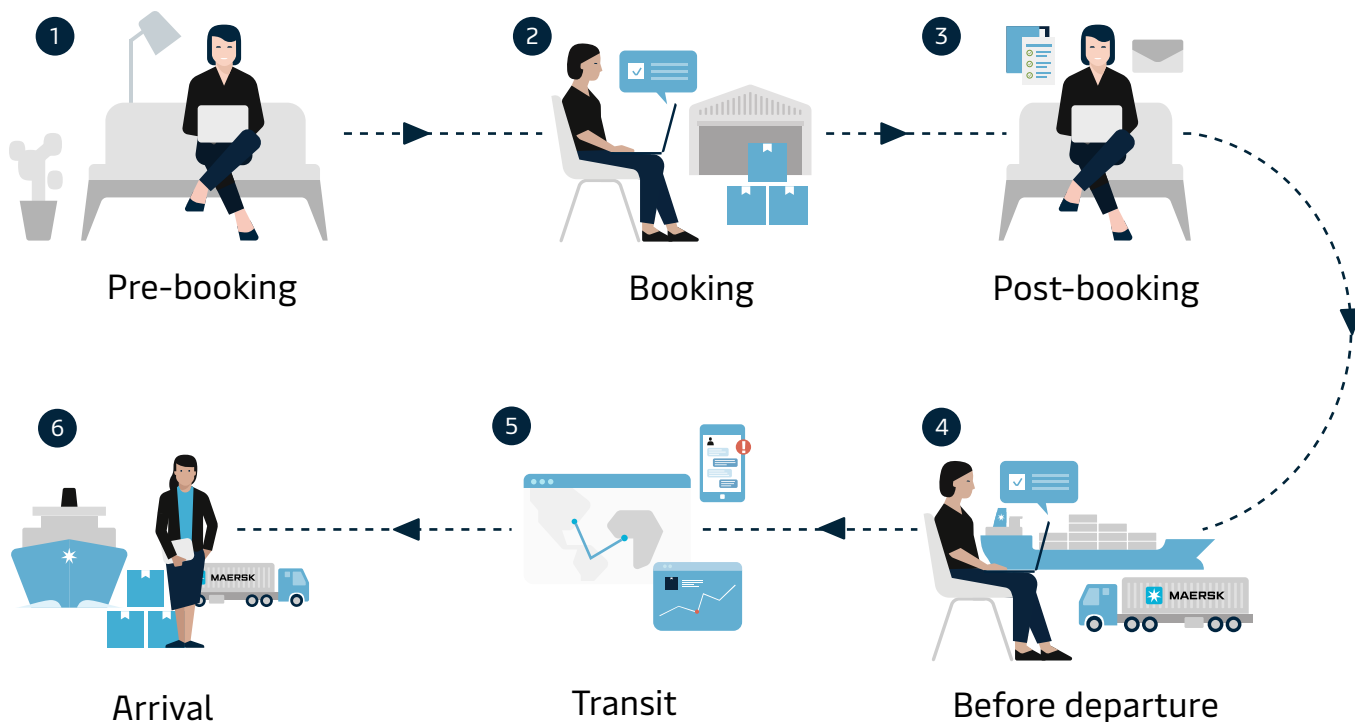 1
Pre-booking
2
Booking
3
Post-booking
4
MAERSK
Before departure
5
!
Transit
6
MAERSK
Arrival